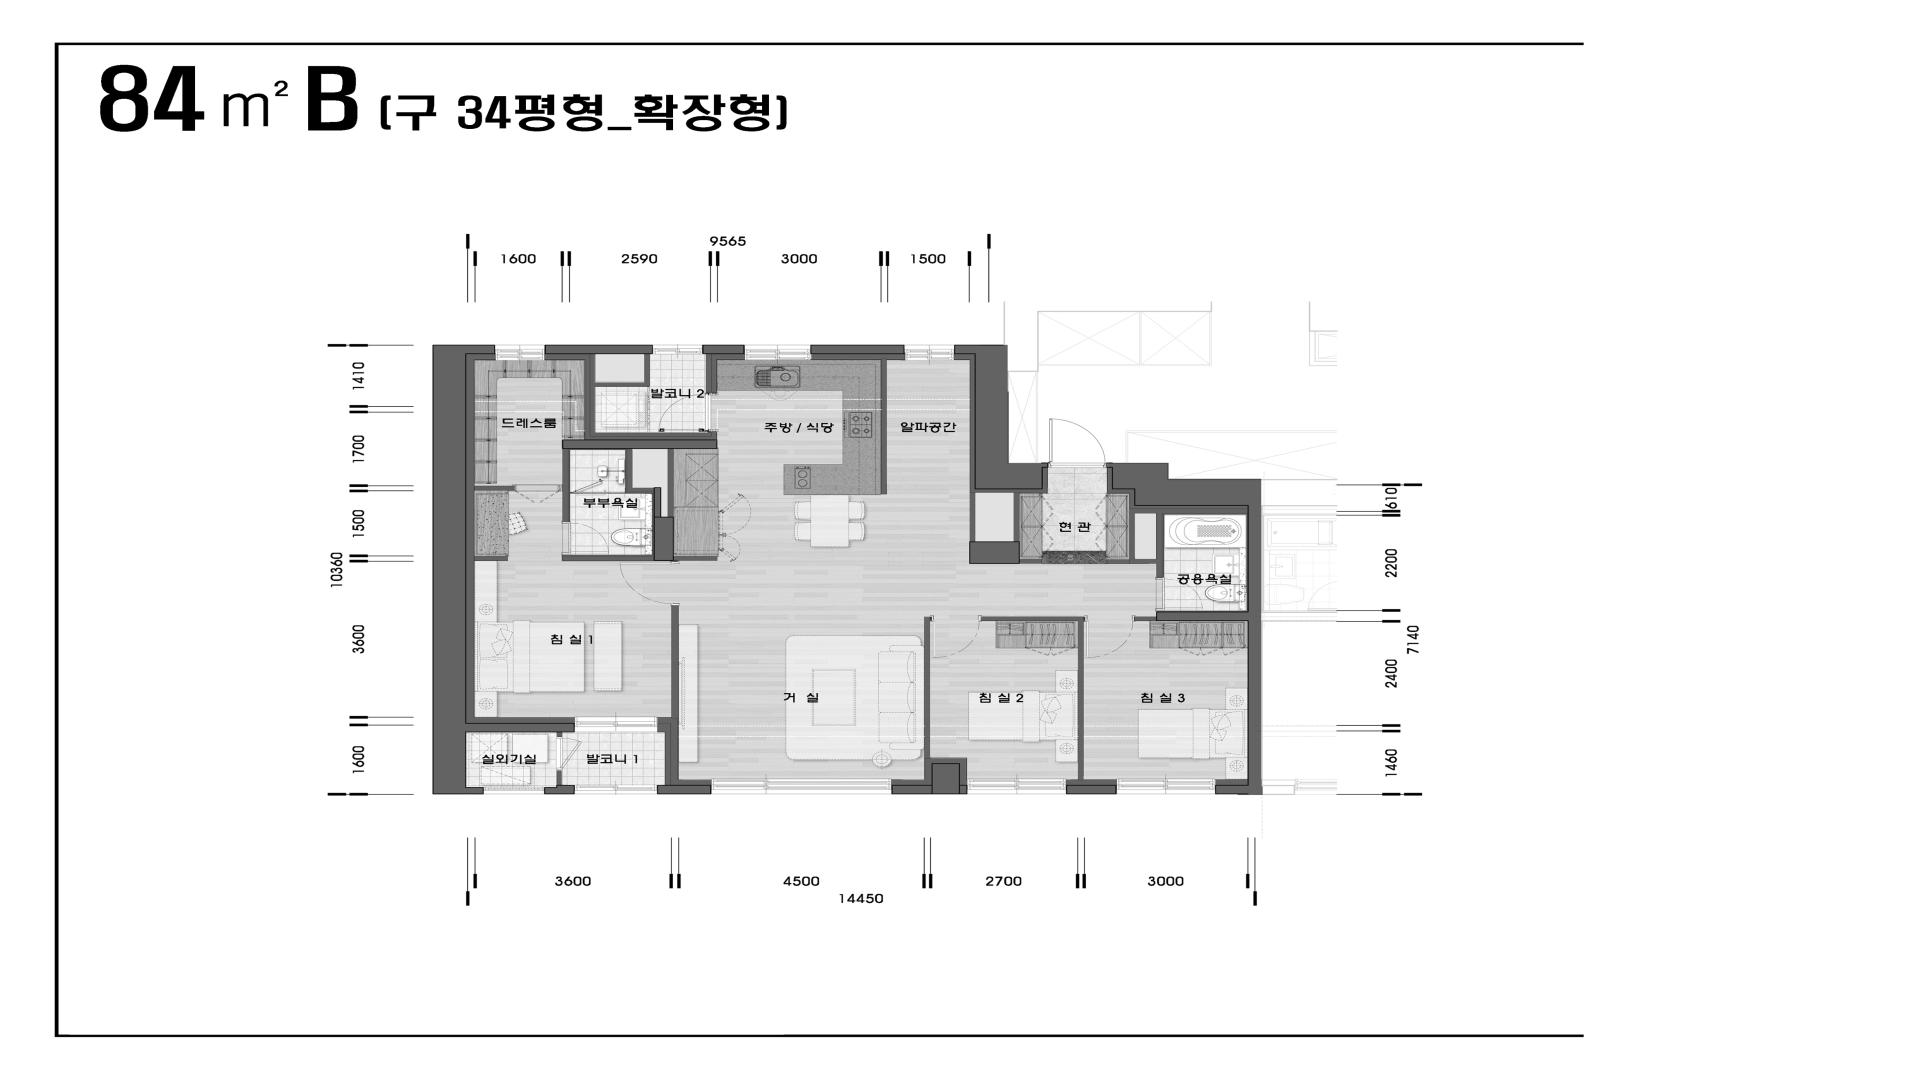 84 m² B (구 34평형_확장형)
9565
1600 2590 3000 1500
1410
1700
1500
10360
3600
1600
드레스룸
발코니 2
주방 / 식당
알파공간
부부욕실
현 관
공용욕실
침 실 1
거 실
침 실 2
침 실 3
실외기실
발코니 1
610
2200
7140
2400
1460
3600 4500 2700 3000
14450